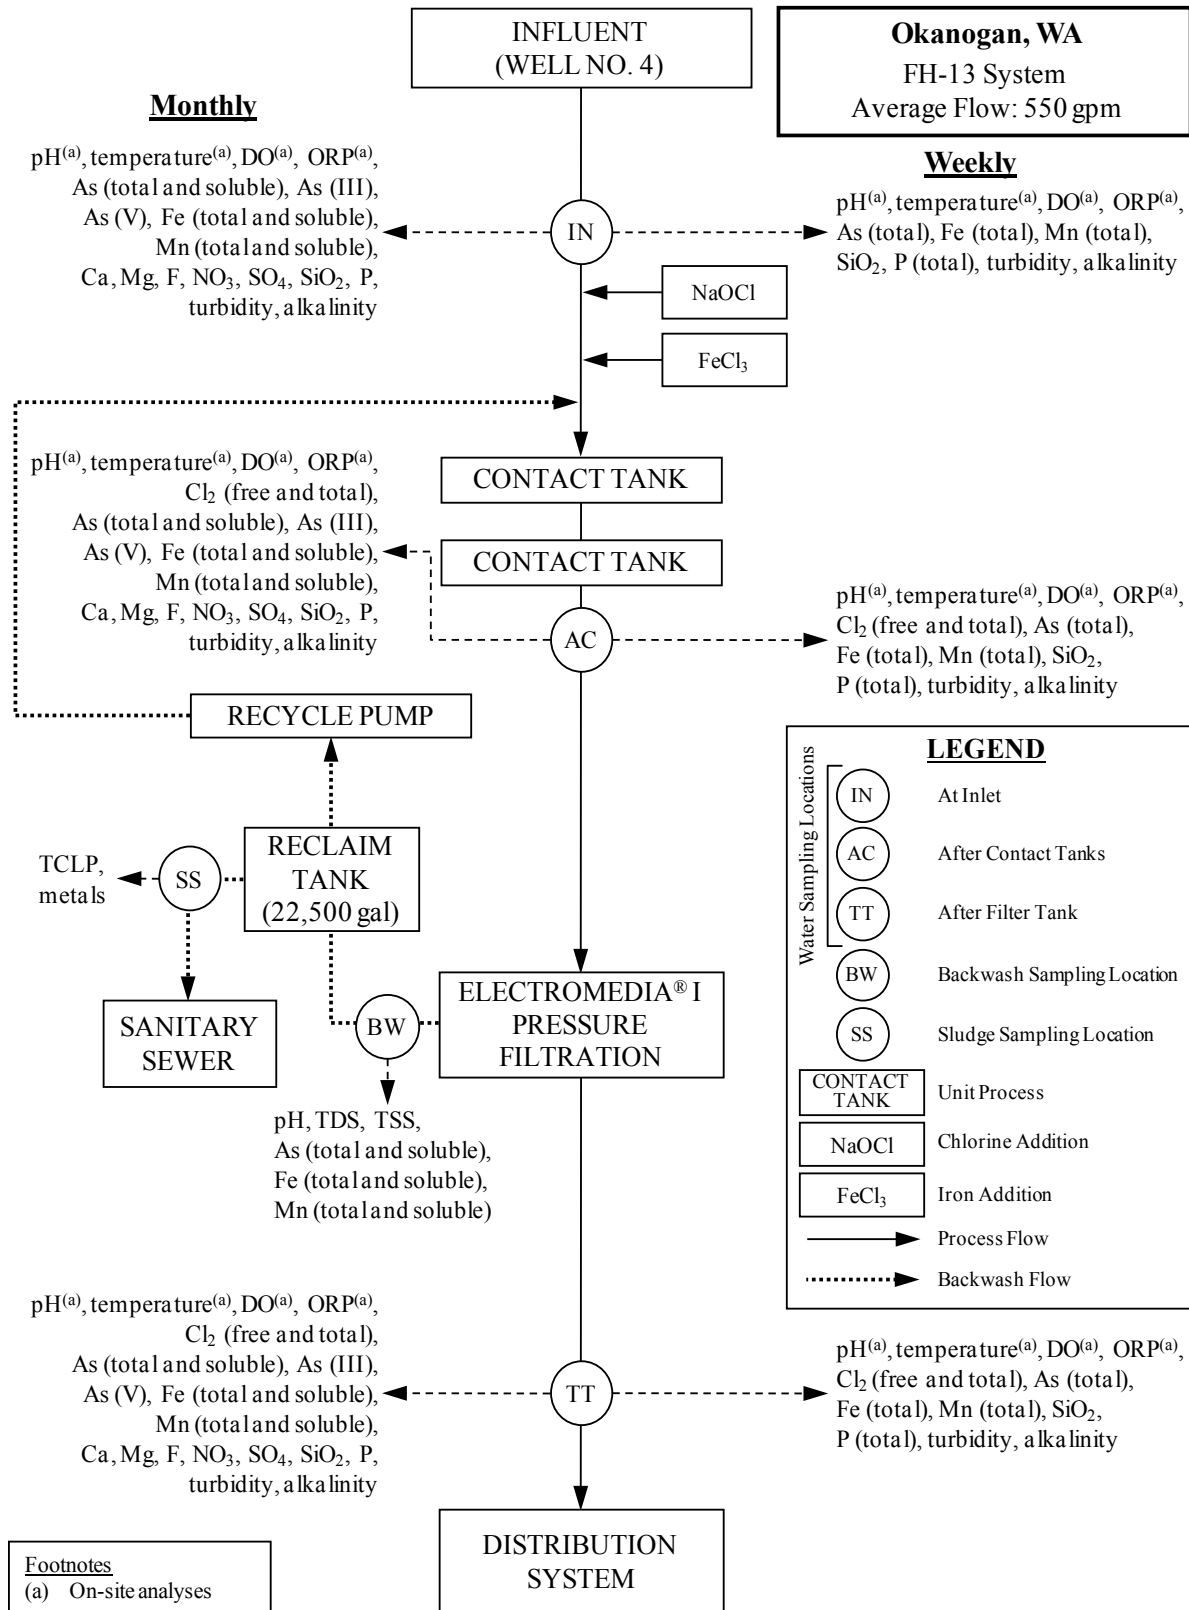 INFLUENT
(WELL NO. 4)
Okanogan, WA
FH-13 System
Average Flow: 550 gpm
Monthly
pH(a), temperature(a), DO(a), ORP(a),
As (total and soluble), As (III),
As (V), Fe (total and soluble),
Mn (total and soluble),
Ca, Mg, F, NO3, SO4, SiO2, P,
turbidity, alkalinity
IN
Weekly
pH(a), temperature(a), DO(a), ORP(a),
As (total), Fe (total), Mn (total),
SiO2, P (total), turbidity, alkalinity
NaOCl
FeCl3
CONTACT TANK
CONTACT TANK
pH(a), temperature(a), DO(a), ORP(a),
Cl2 (free and total),
As (total and soluble), As (III),
As (V), Fe (total and soluble),
Mn (total and soluble),
Ca, Mg, F, NO3, SO4, SiO2, P,
turbidity, alkalinity
AC
pH(a), temperature(a), DO(a), ORP(a),
Cl2 (free and total), As (total),
Fe (total), Mn (total), SiO2,
P (total), turbidity, alkalinity
RECYCLE PUMP
RECLAIM
TANK
(22,500 gal)
SS
TCLP,
metals
SANITARY
SEWER
BW
ELECTROMEDIA® I
PRESSURE
FILTRATION
pH, TDS, TSS,
As (total and soluble),
Fe (total and soluble),
Mn (total and soluble)
LEGEND
Water Sampling Locations
IN At Inlet
AC After Contact Tanks
TT After Filter Tank
BW Backwash Sampling Location
SS Sludge Sampling Location
CONTACT
TANK Unit Process
NaOCl Chlorine Addition
FeCl3 Iron Addition
Process Flow
Backwash Flow
pH(a), temperature(a), DO(a), ORP(a),
Cl2 (free and total),
As (total and soluble), As (III),
As (V), Fe (total and soluble),
Mn (total and soluble),
Ca, Mg, F, NO3, SO4, SiO2, P,
turbidity, alkalinity
TT
pH(a), temperature(a), DO(a), ORP(a),
Cl2 (free and total), As (total),
Fe (total), Mn (total), SiO2,
P (total), turbidity, alkalinity
DISTRIBUTION
SYSTEM
Footnotes
(a) On-site analyses